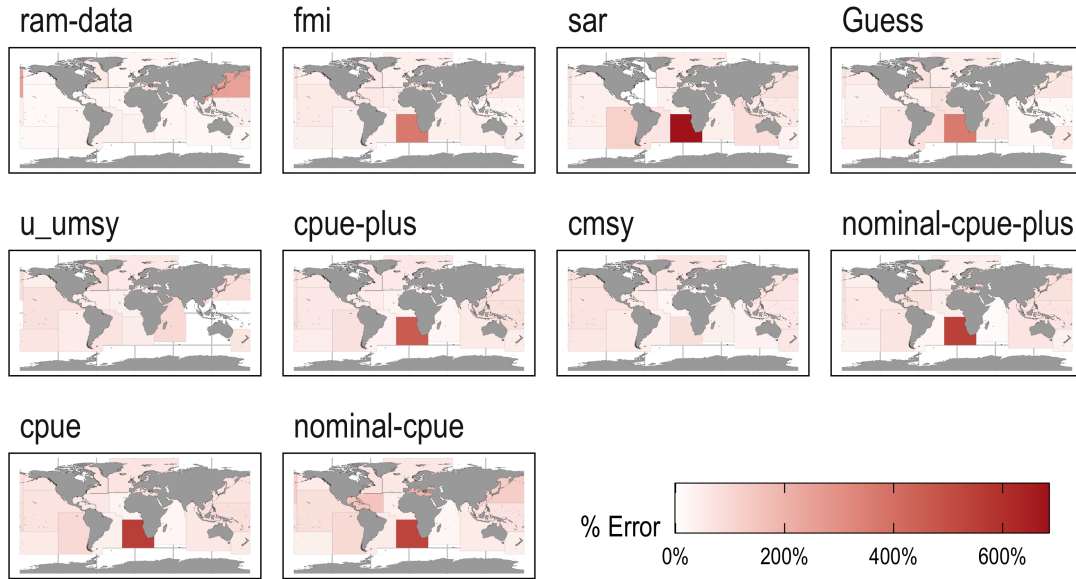 ram-data
fmi
sar
Guess
u_umsy
cpue-plus
cmsy
nominal-cpue-plus
cpue
nominal-cpue
% Error
0%
200%
400%
600%